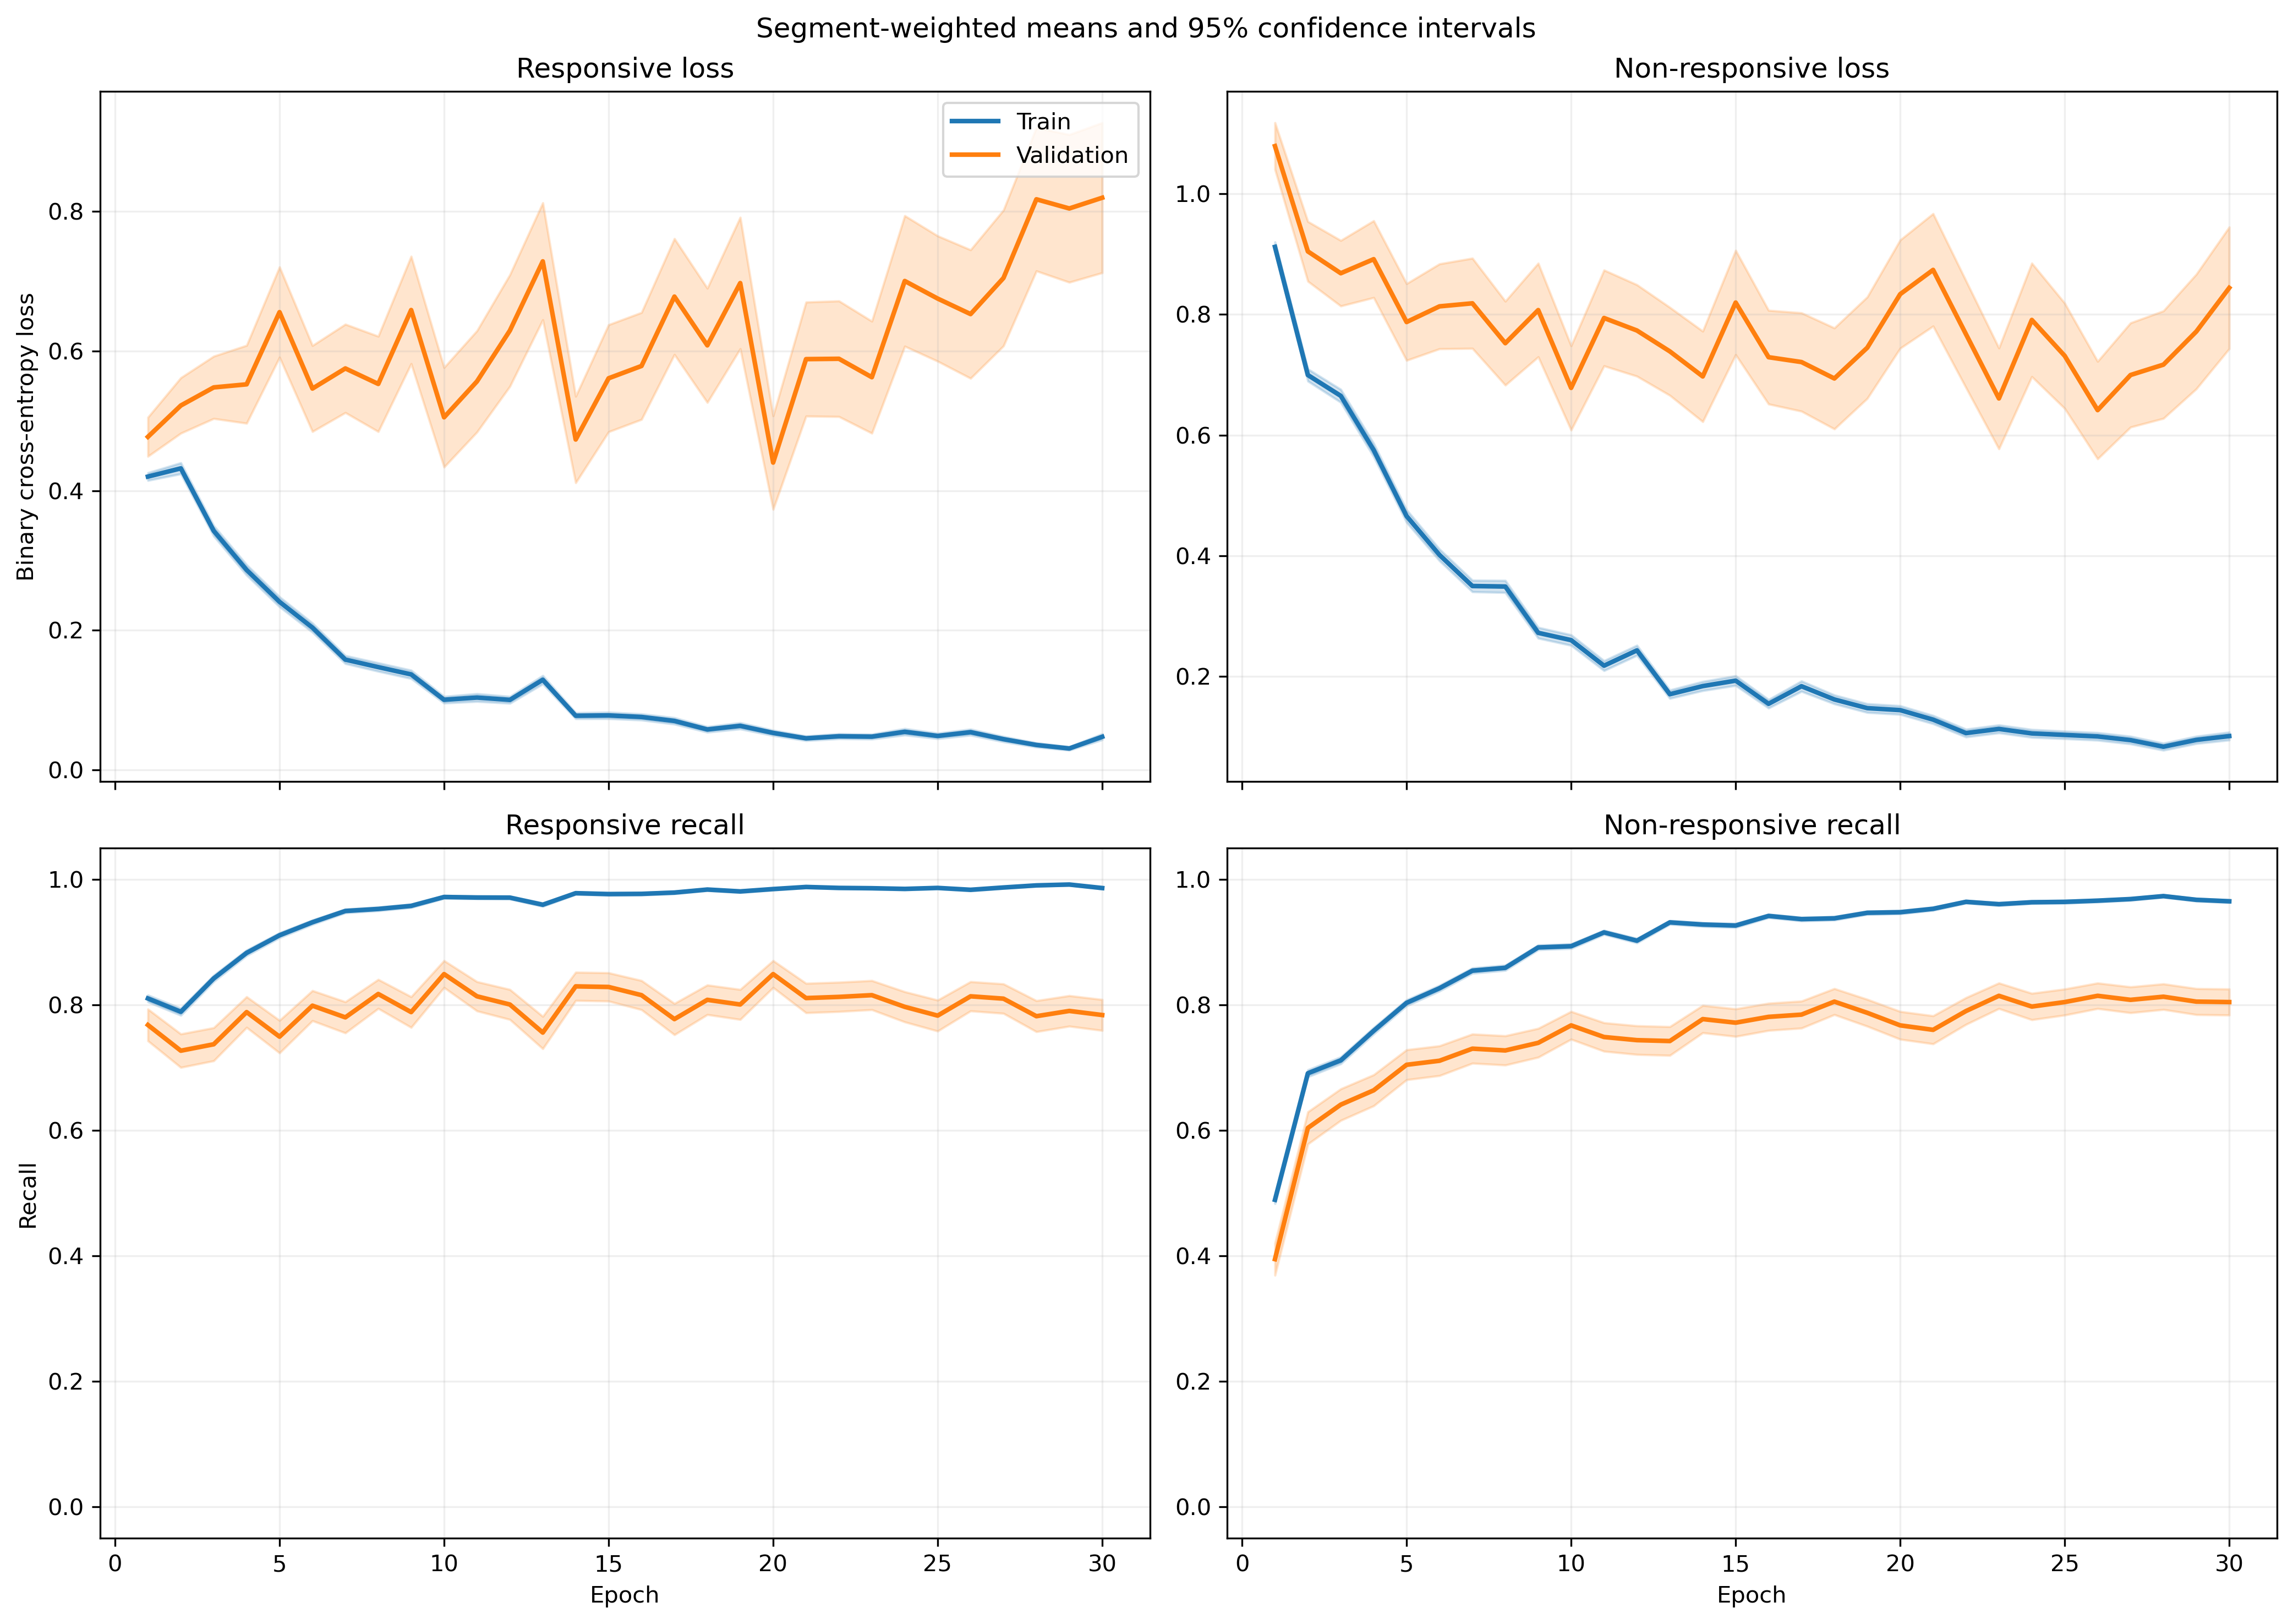 Segment-weighted means and 95% confidence intervals
Responsive loss
Binary cross-entropy loss
0.8
0.6
0.4
0.2
0.0
Train
Validation
Non-responsive loss
1.0
0.8
0.6
0.4
0.2
Responsive recall
Recall
1.0
0.8
0.6
0.4
0.2
0.0
0 5 10 15 20 25 30
Epoch
Non-responsive recall
1.0
0.8
0.6
0.4
0.2
0.0
0 5 10 15 20 25 30
Epoch